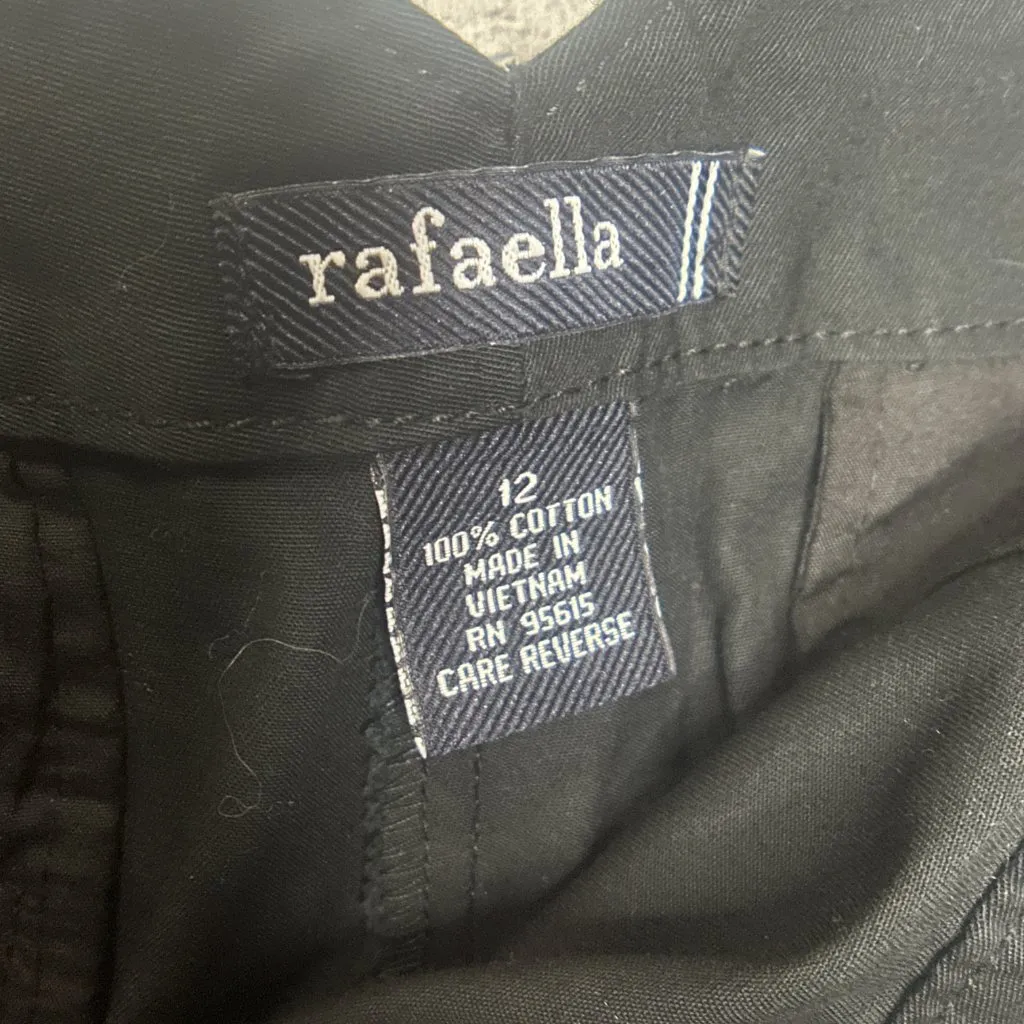 rafaella
12
100% COTTON
MADE IN
VIETNAM
RN 95615
CARE REVERSE